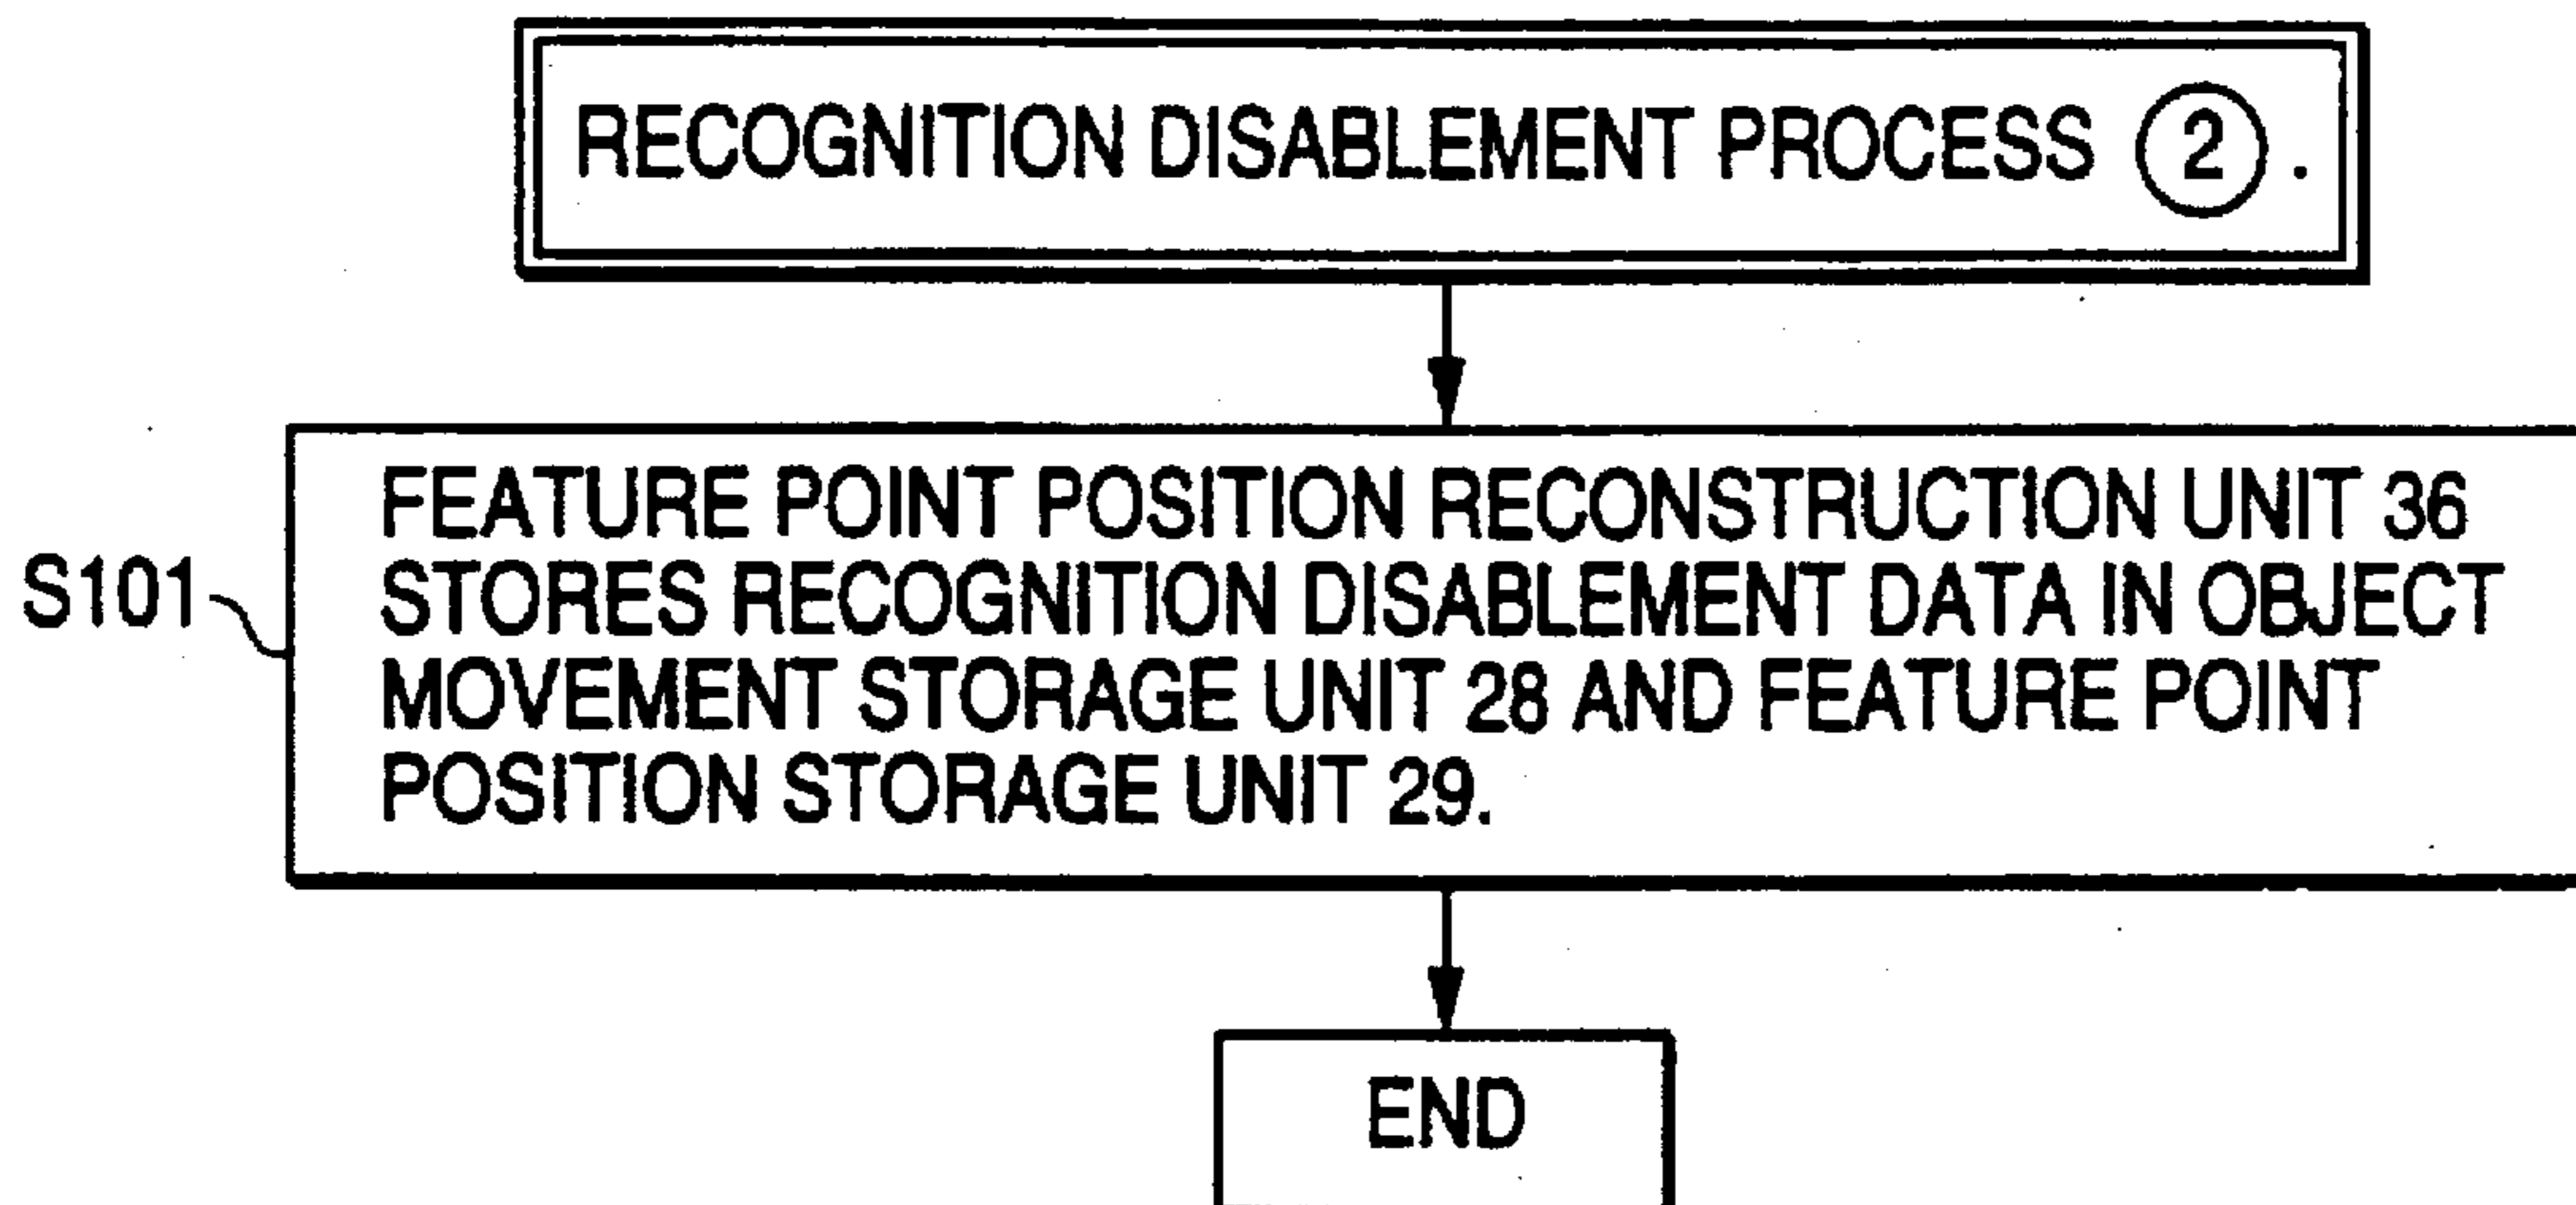 RECOGNITION DISABLEMENT PROCESS ②.
S101
FEATURE POINT POSITION RECONSTRUCTION UNIT 36
STORES RECOGNITION DISABLEMENT DATA IN OBJECT
MOVEMENT STORAGE UNIT 28 AND FEATURE POINT
POSITION STORAGE UNIT 29.
END